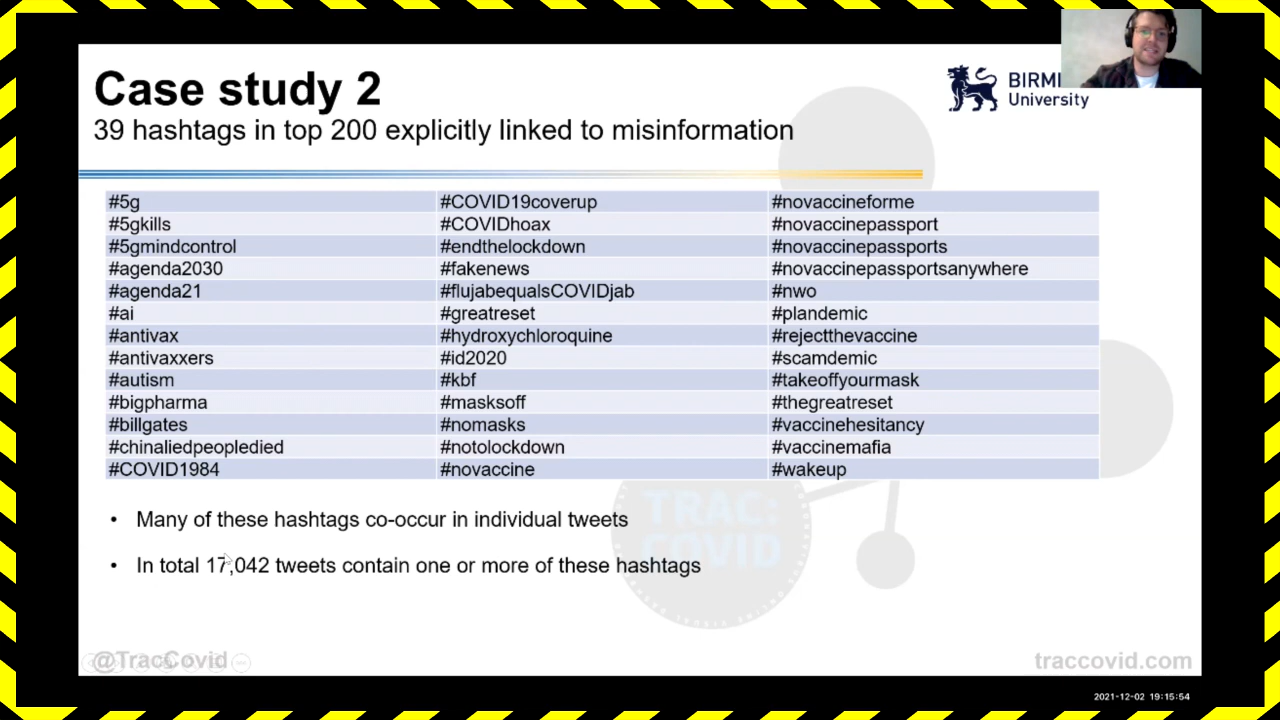 Case study 2
39 hashtags in top 200 explicitly linked to misinformation
BIRM
University
#5g #COVID19coverup #novaccineforme
#5gkills #COVIDhoax #novaccinepassport
#5gmindcontrol #endthelockdown #novaccinepassports
#agenda2030 #fakenews #novaccinepassportsanywhere
#agenda21 #flujabequalsCOVIDjab #nwo
#ai #greatreset #plandemic
#antivax #hydroxychloroquine #rejectthevaccine
#antivaxxers #id2020 #scamdemic
#autism #kbf #takeoffyourmask
#bigpharma #masksoff #thegreatreset
#billgates #nomasks #vaccinehesitancy
#chinaliedpeopledied #notolockdown #vaccinemafia
#COVID1984 #novaccine #wakeup
TRAC:
COVID
• Many of these hashtags co-occur in individual tweets
• In total 17,042 tweets contain one or more of these hashtags
@TracCovid
traccovid.com
2021-12-02 19:15:54